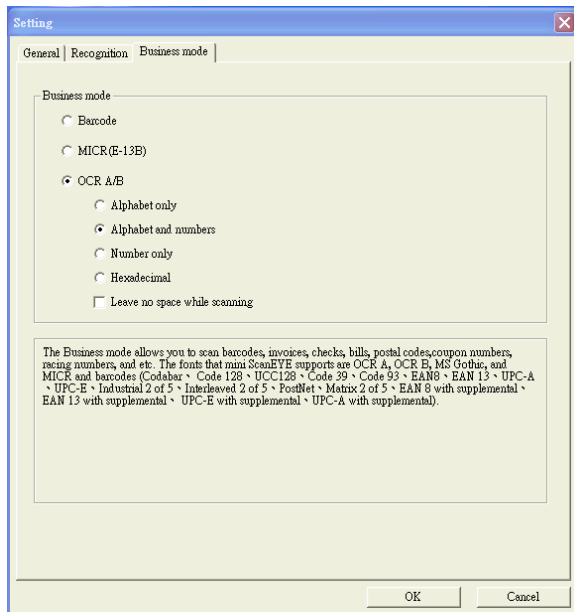 Setting
General
Recognition
Business mode
Business mode
Barcode
MICR(E-13B)
OCR A/B
Alphabet only
Alphabet and numbers
Number only
Hexadecimal
Leave no space while scanning
The Business mode allows you to scan barcodes, invoices, checks, bills, postal codes,coupon numbers,
racing numbers, and etc. The fonts that mini ScanEYE supports are OCR A, OCR B, MS Gothic, and
MICR and barcodes (Codabar、 Code 128、UCC128、Code 39、Code 93、EAN8、EAN 13、UPC-A
、UPC-E、Industrial 2 of 5、Interleaved 2 of 5、PostNet、Matrix 2 of 5、EAN 8 with supplemental、
EAN 13 with supplemental、 UPC-E with supplemental、UPC-A with supplemental).
OK
Cancel